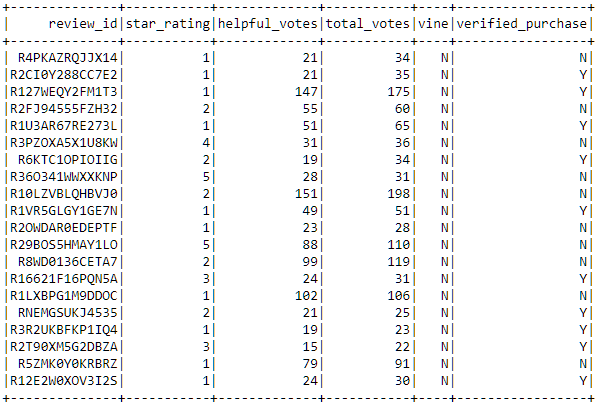 +--------------+-----------+-------------+-----------+----+-----------------+
|     review_id|star_rating|helpful_votes|total_votes|vine|verified_purchase|
+--------------+-----------+-------------+-----------+----+-----------------+
| R4PKAZRQJJX14|          1|           21|         34|   N|                N|
|R2CI0Y288CC7E2|          1|           21|         35|   N|                Y|
|R127WEQY2FM1T3|          1|          147|        175|   N|                Y|
|R2FJ94555FZH32|          2|           55|         60|   N|                N|
|R1U3AR67RE273L|          1|           51|         65|   N|                Y|
|R3PZOXA5X1U8KW|          4|           31|         36|   N|                N|
| R6KTC1OPIOIIG|          2|           19|         34|   N|                Y|
|R36O341WWXXKNP|          5|           28|         31|   N|                N|
|R10LZVBLQHBVJ0|          2|          151|        198|   N|                N|
|R1VR5GLGY1GE7N|          1|           49|         51|   N|                Y|
|R2OWDAR0EDEPTF|          1|           23|         28|   N|                N|
|R29BOS5HMAY1LO|          5|           88|        110|   N|                N|
| R8WD0136CETA7|          2|           99|        119|   N|                N|
|R16621F16PQN5A|          3|           24|         31|   N|                Y|
|R1LXBPG1M9DDOC|          1|          102|        106|   N|                N|
| RNEMGSUKJ4535|          2|           21|         25|   N|                Y|
|R3R2UKBFKP1IQ4|          1|           19|         23|   N|                Y|
|R2T90XM5G2DBZA|          3|           15|         22|   N|                Y|
| R5ZMK0Y0KRBRZ|          1|           79|         91|   N|                N|
|R12E2W0XOV3I2S|          1|           24|         30|   N|                Y|
+--------------+-----------+-------------+-----------+----+-----------------+